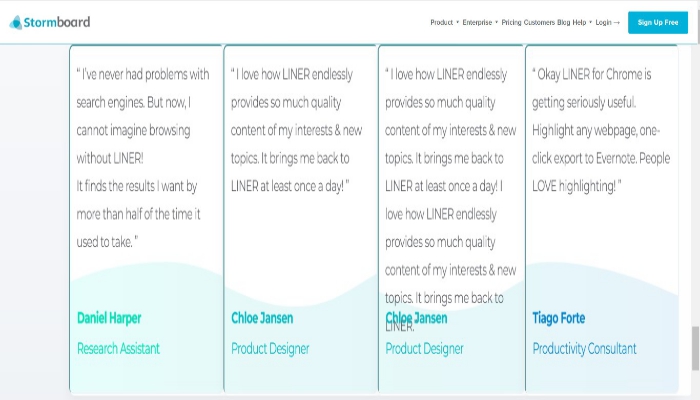 Stormboard
Product Enterprise Pricing Customers Blog Help Login → Sign Up Free
“ I've never had problems with
search engines. But now, I
cannot imagine browsing
without LINER!
It finds the results I want by
more than half of the time it
used to take. ”
Daniel Harper
Research Assistant
“ I love how LINER endlessly
provides so much quality
content of my interests & new
topics. It brings me back to
LINER at least once a day! ”
Chloe Jansen
Product Designer
“ I love how LINER endlessly
provides so much quality
content of my interests & new
topics. It brings me back to
LINER at least once a day! I
love how LINER endlessly
provides so much quality
content of my interests & new
topics. It brings me back to
LINER.”
Chloe Jansen
Product Designer
“ Okay LINER for Chrome is
getting seriously useful.
Highlight any webpage, one-
click export to Evernote. People
LOVE highlighting! ”
Tiago Forte
Productivity Consultant